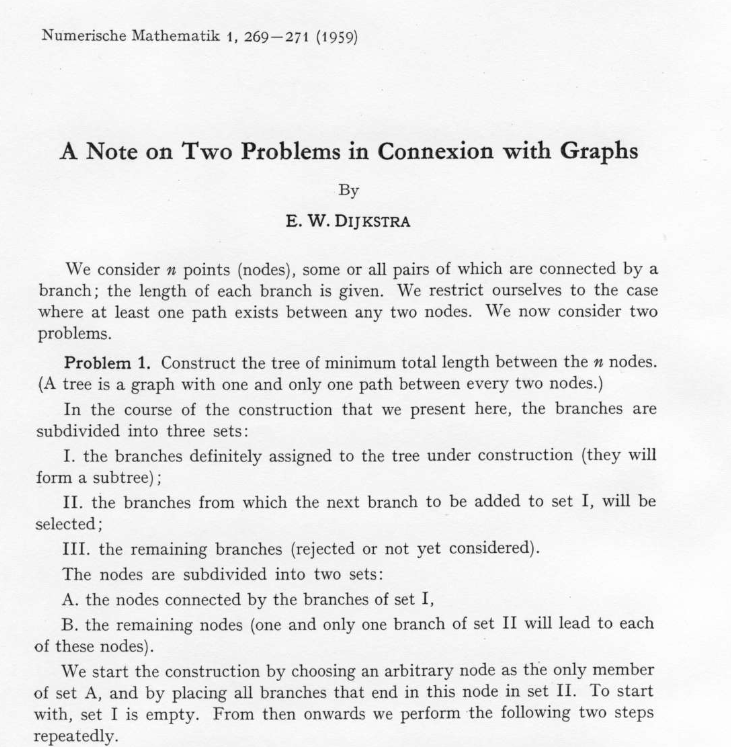 Numerische Mathematik 1, 269—271 (1959)
A Note on Two Problems in Connexion with Graphs
By
E. W. DIJKSTRA
We consider n points (nodes), some or all pairs of which are connected by a
branch; the length of each branch is given. We restrict ourselves to the case
where at least one path exists between any two nodes. We now consider two
problems.
Problem 1. Construct the tree of minimum total length between the n nodes.
(A tree is a graph with one and only one path between every two nodes.)
In the course of the construction that we present here, the branches are
subdivided into three sets:
I. the branches definitely assigned to the tree under construction (they will
form a subtree);
II. the branches from which the next branch to be added to set I, will be
selected;
III. the remaining branches (rejected or not yet considered).
The nodes are subdivided into two sets:
A. the nodes connected by the branches of set I,
B. the remaining nodes (one and only one branch of set II will lead to each
of these nodes).
We start the construction by choosing an arbitrary node as the only member
of set A, and by placing all branches that end in this node in set II. To start
with, set I is empty. From then onwards we perform the following two steps
repeatedly.